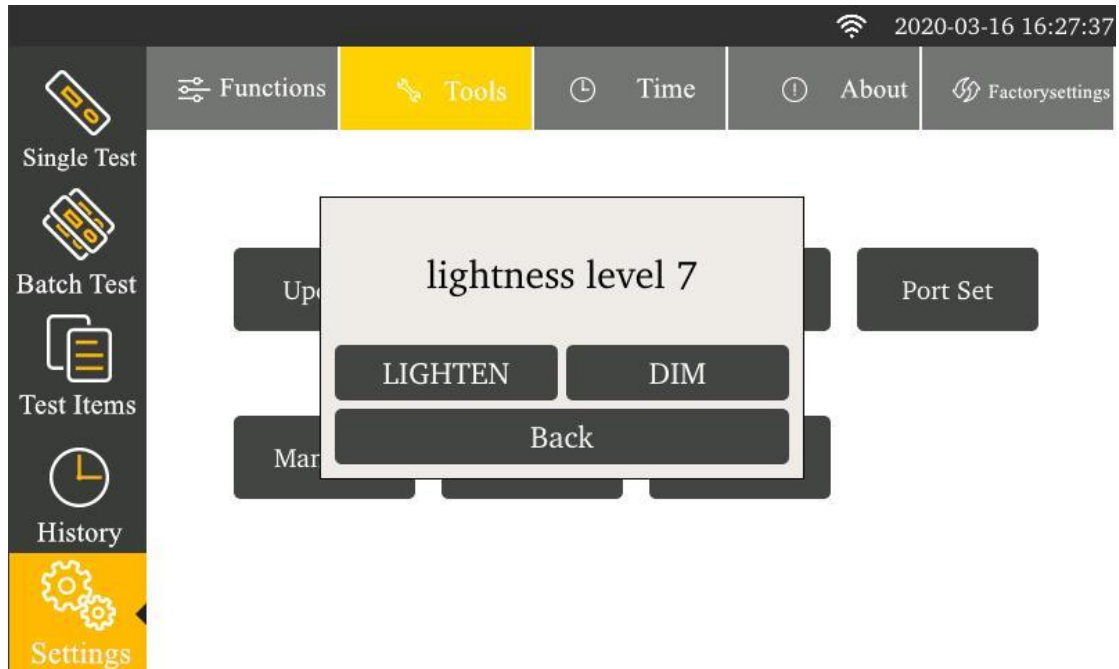 2020-03-16 16:27:37
Functions
Tools
Time
About
Factorysettings
Single Test
Batch Test
Test Items
History
Settings
Port Set
lightness level 7
LIGHTEN
DIM
Back